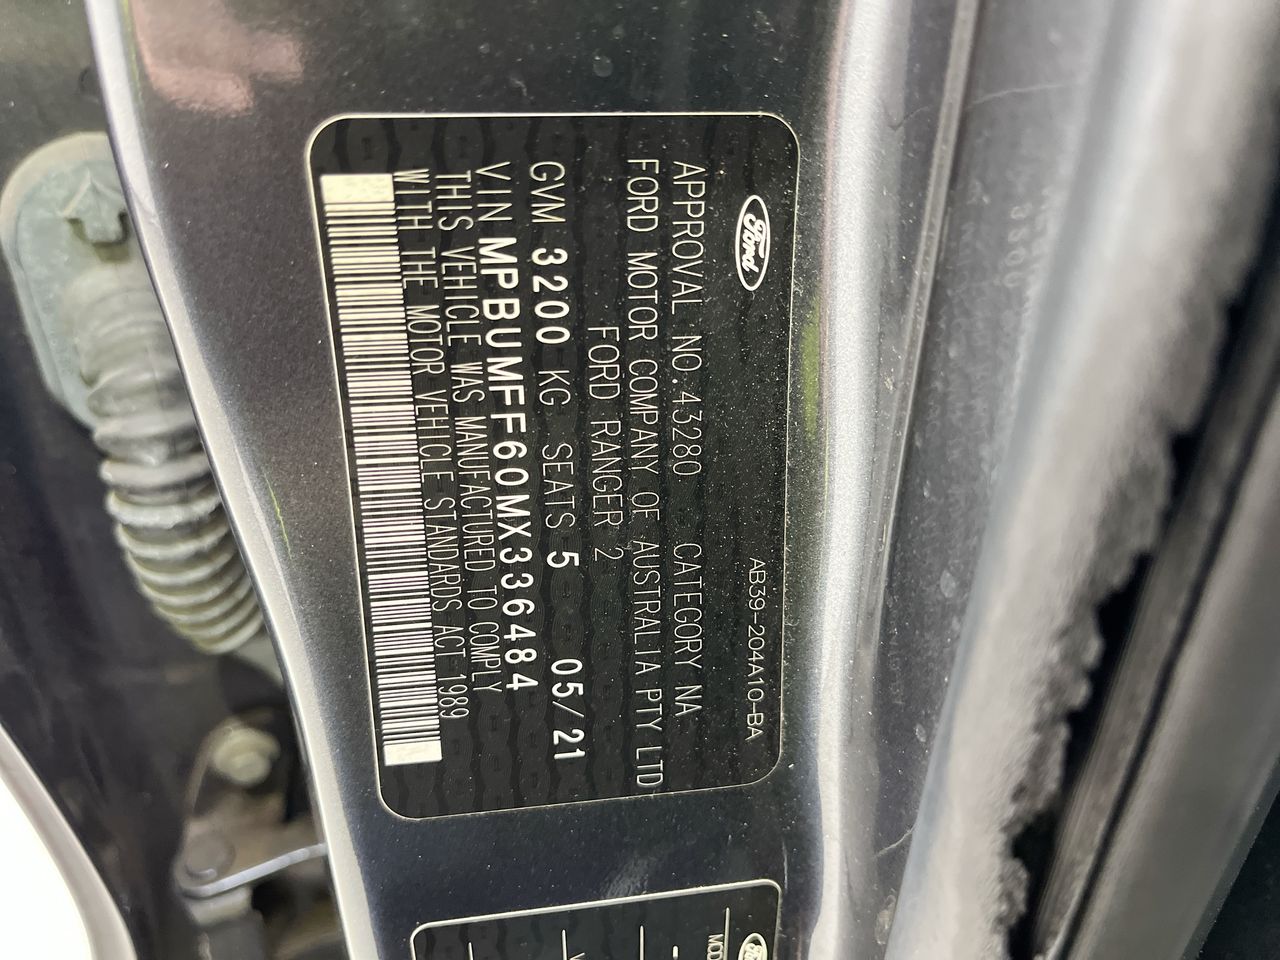 Ford
AB39-204A10-BA
APPROVAL NO.43280 CATEGORY NA
FORD MOTOR COMPANY OF AUSTRALIA PTY LTD
FORD RANGER 2
GVM 3200 KG SEATS 5 05/21
VIN MPBUMFF60MX336484
THIS VEHICLE WAS MANUFACTURED TO COMPLY
WITH THE MOTOR VEHICLE STANDARDS ACT 1989